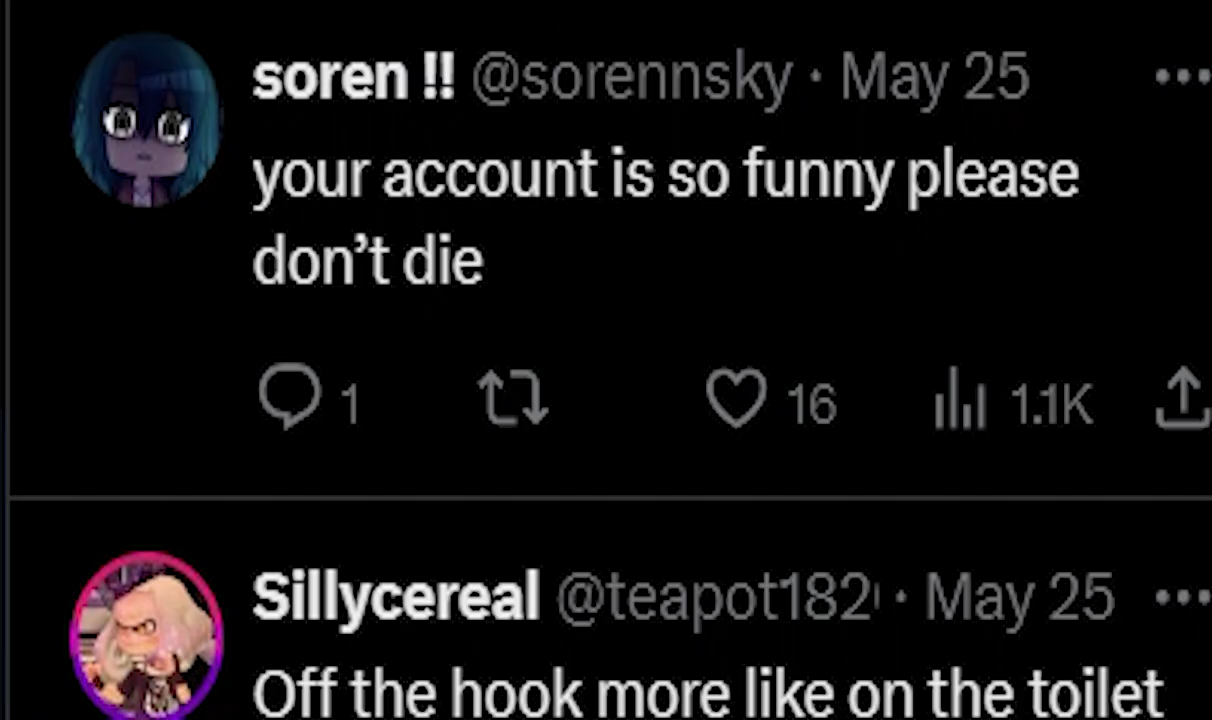 soren !! @sorennsky · May 25
your account is so funny please
don't die
1 16 1.1K
Sillycereal @teapot182 · May 25
Off the hook more like on the toilet